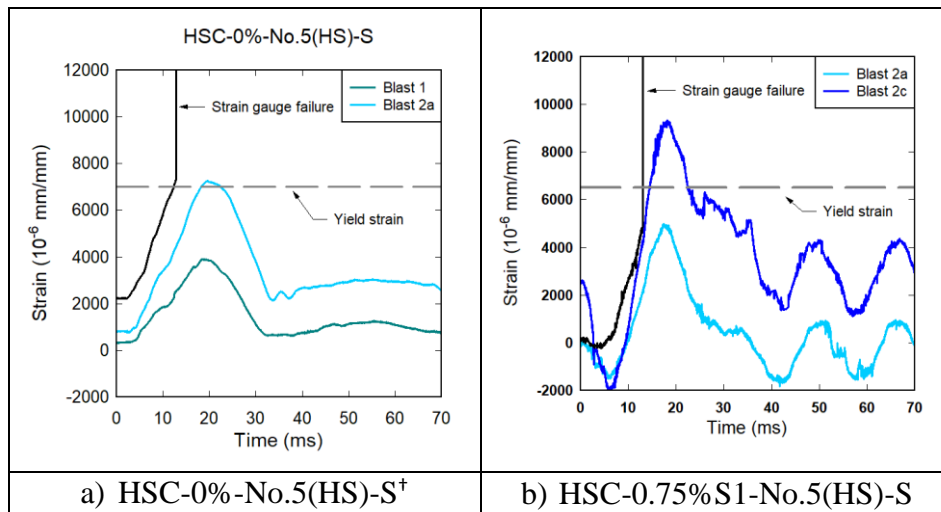 HSC-0%-No.5(HS)-S
12000
10000
8000
6000
4000
2000
0
-2000
Strain (10⁻⁶ mm/mm)
Blast 1
Blast 2a
Strain gauge failure
Yield strain
0 10 20 30 40 50 60 70
Time (ms)
a) HSC-0%-No.5(HS)-S†
12000
10000
8000
6000
4000
2000
0
-2000
Strain (10⁻⁶ mm/mm)
Blast 2a
Blast 2c
Strain gauge failure
Yield strain
0 10 20 30 40 50 60 70
Time (ms)
b) HSC-0.75%S1-No.5(HS)-S